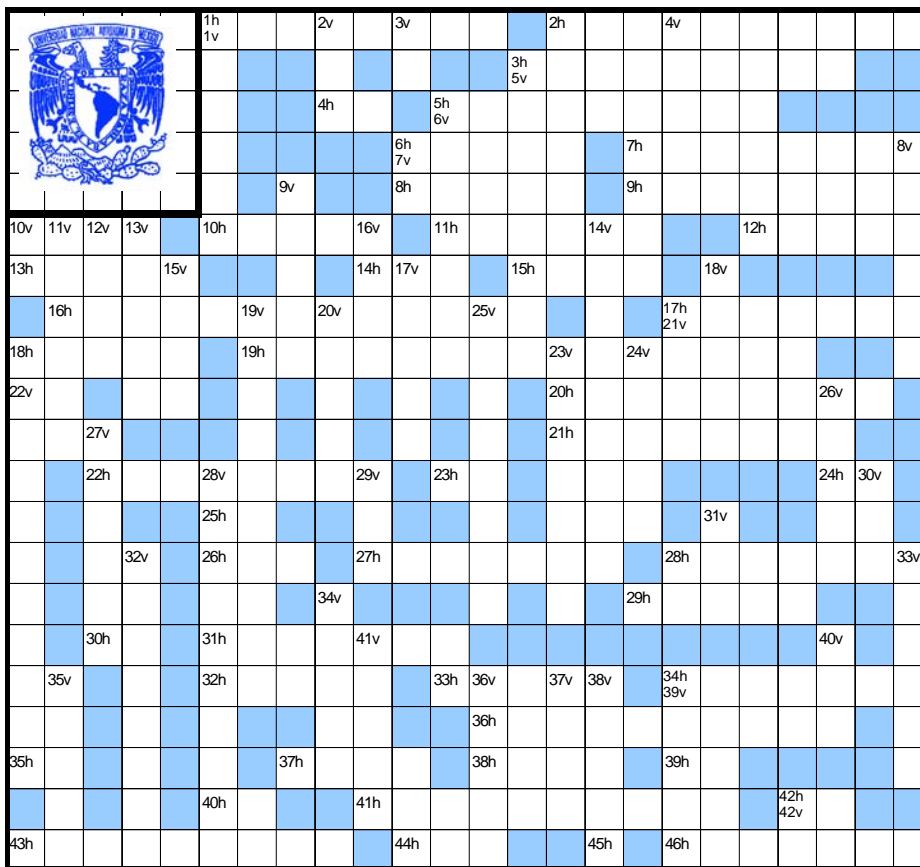 UNIVERSIDAD NACIONAL AUTONOMA D MEXICO
1h 2v 3v 2h 4v
1v
3h
5v
4h 5h
6v
6h 7h 8v
7v
9v 8h 9h
10v 11v 12v 13v 10h 16v 11h 14v 12h
13h 15v 14h 17v 15h 18v
16h 19v 20v 25v 17h
21v
18h 19h 23v 24v
22v 20h 26v
27v 21h
22h 28v 29v 23h 24h 30v
25h 31v
32v 26h 27h 28h 33v
34v 29h
30h 31h 41v 40v
35v 32h 33h 36v 37v 38v 34h
39v
36h
35h 37h 38h 39h
40h 41h 42h
42v
43h 44h 45h 46h